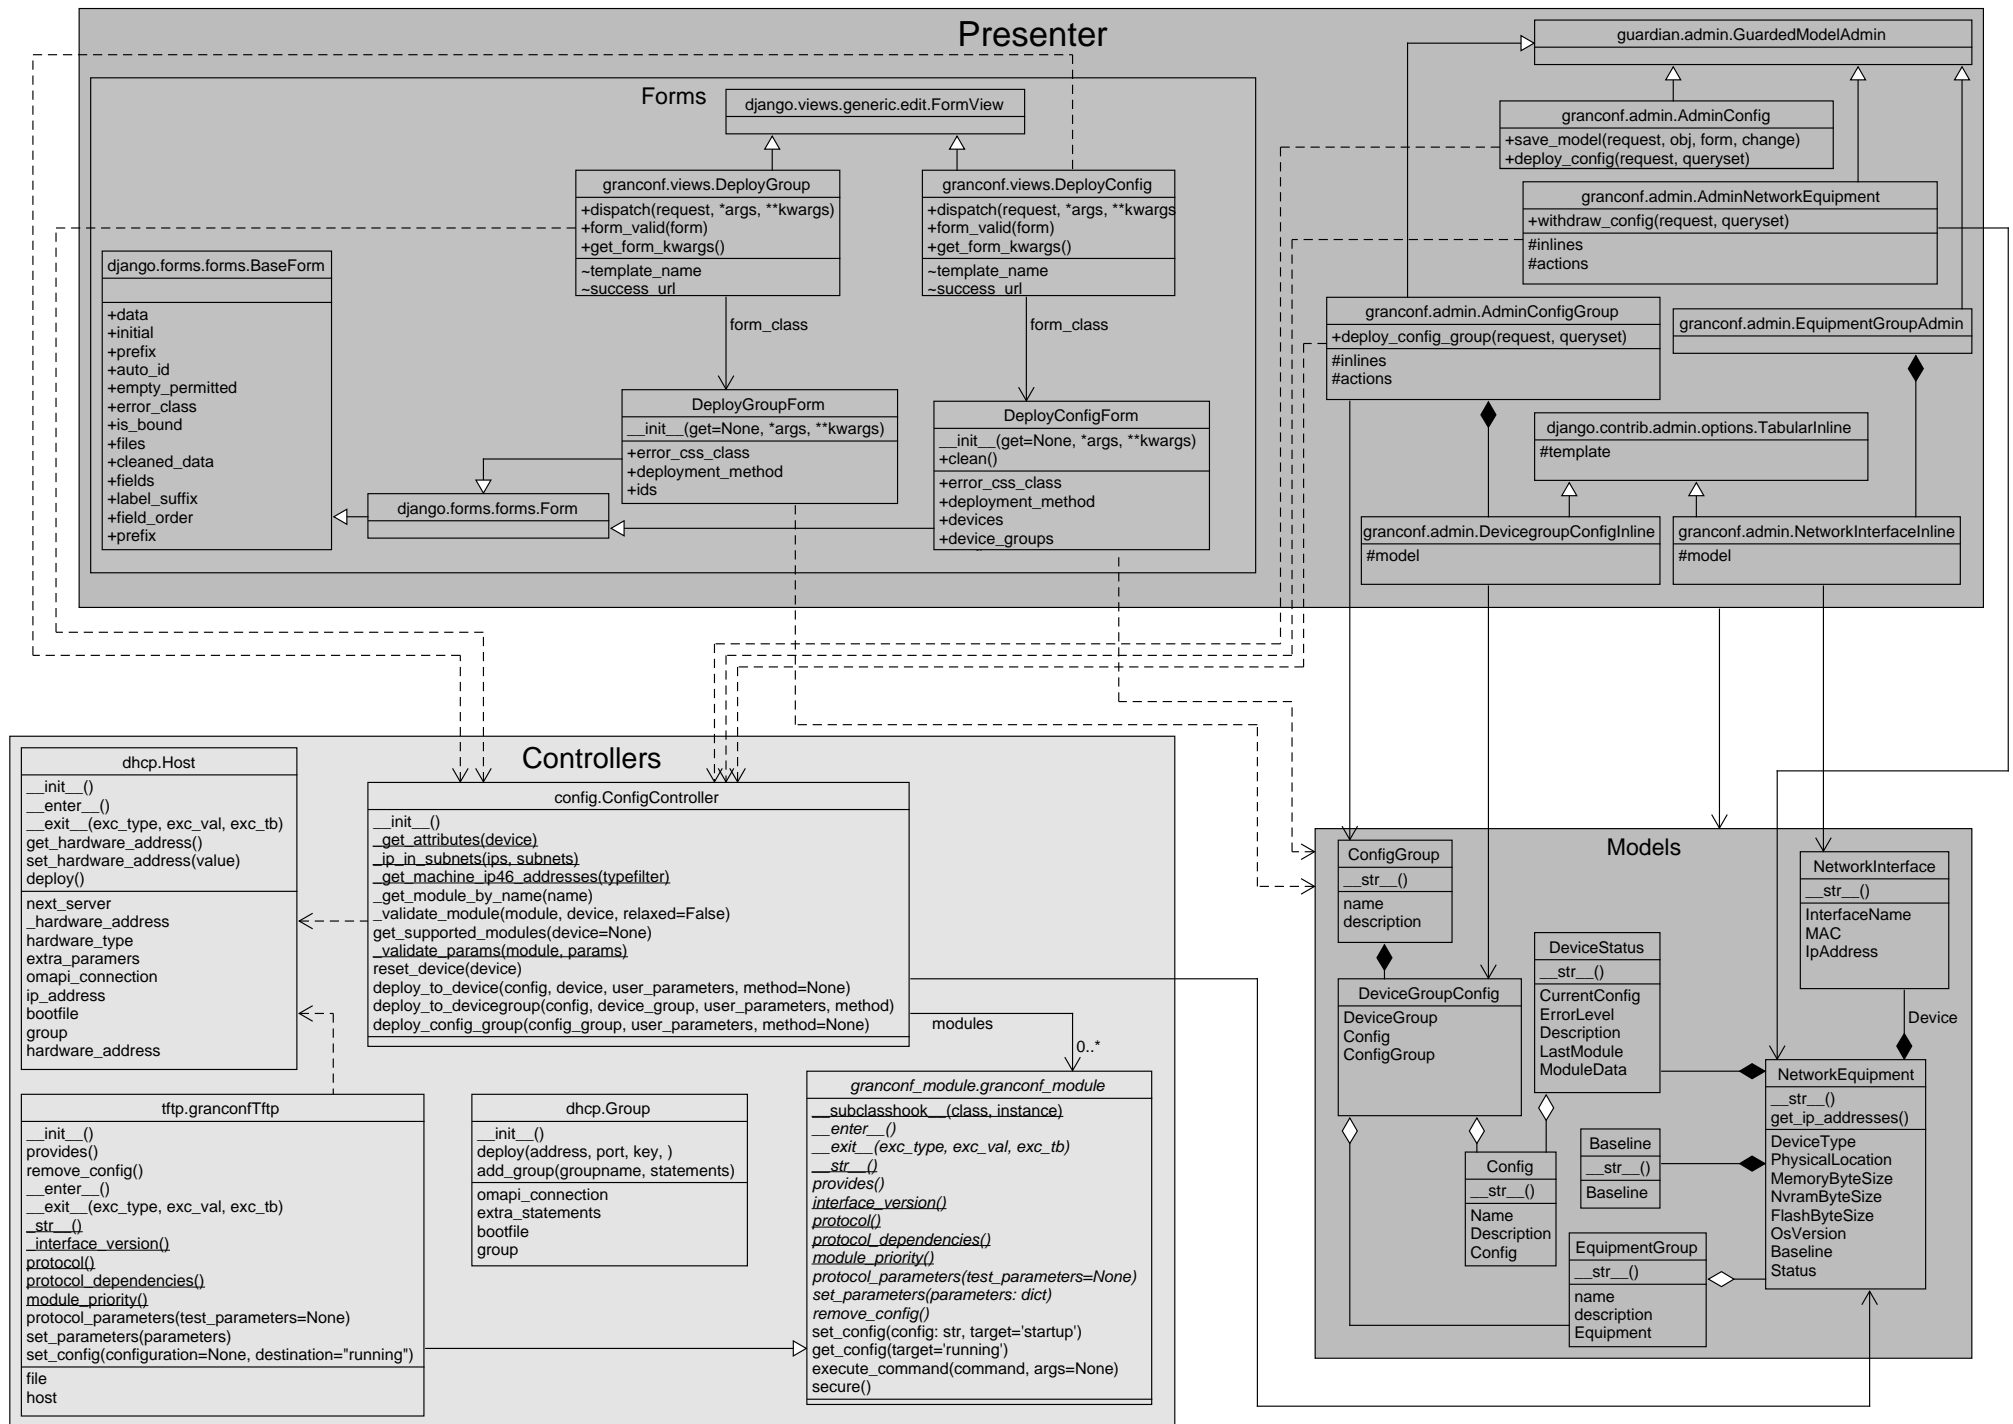 Presenter
guardian.admin.GuardedModelAdmin
Forms
django.views.generic.edit.FormView
granconf.admin.AdminConfig
+save_model(request, obj, form, change)
+deploy_config(request, queryset)
granconf.views.DeployGroup
+dispatch(request, *args, **kwargs)
+form_valid(form)
+get_form_kwargs()
~template_name
~success_url
granconf.views.DeployConfig
+dispatch(request, *args, **kwargs
+form_valid(form)
+get_form_kwargs()
~template_name
~success_url
granconf.admin.AdminNetworkEquipment
+withdraw_config(request, queryset)
#inlines
#actions
django.forms.forms.BaseForm
+data
+initial
+prefix
+auto_id
+empty_permitted
+error_class
+is_bound
+files
+cleaned_data
+fields
+label_suffix
+field_order
+prefix
form_class
form_class
granconf.admin.AdminConfigGroup
+deploy_config_group(request, queryset)
#inlines
#actions
granconf.admin.EquipmentGroupAdmin
DeployGroupForm
__init__(get=None, *args, **kwargs)
+error_css_class
+deployment_method
+ids
DeployConfigForm
__init__(get=None, *args, **kwargs)
+clean()
+error_css_class
+deployment_method
+devices
+device_groups
django.contrib.admin.options.TabularInline
#template
django.forms.forms.Form
granconf.admin.DevicegroupConfigInline
#model
granconf.admin.NetworkInterfaceInline
#model
Controllers
dhcp.Host
__init__()
__enter__()
__exit__(exc_type, exc_val, exc_tb)
get_hardware_address()
set_hardware_address(value)
deploy()
next_server
_hardware_address
hardware_type
extra_paramers
omapi_connection
ip_address
bootfile
group
hardware_address
config.ConfigController
__init__()
_get_attributes(device)
_ip_in_subnets(ips, subnets)
_get_machine_ip46_addresses(typefilter)
_get_module_by_name(name)
_validate_module(module, device, relaxed=False)
get_supported_modules(device=None)
_validate_params(module, params)
reset_device(device)
deploy_to_device(config, device, user_parameters, method=None)
deploy_to_devicegroup(config, device_group, user_parameters, method)
deploy_config_group(config_group, user_parameters, method=None)
modules
0..*
tftp.granconfTftp
__init__()
provides()
remove_config()
__enter__()
__exit__(exc_type, exc_val, exc_tb)
_str__()
_interface_version()
protocol()
protocol_dependencies()
module_priority()
protocol_parameters(test_parameters=None)
set_parameters(parameters)
set_config(configuration=None, destination="running")
file
host
dhcp.Group
__init__()
deploy(address, port, key, )
add_group(groupname, statements)
omapi_connection
extra_statements
bootfile
group
granconf_module.granconf_module
__subclasshook__(class, instance)
__enter__()
__exit__(exc_type, exc_val, exc_tb)
__str__()
provides()
interface_version()
protocol()
protocol_dependencies()
module_priority()
protocol_parameters(test_parameters=None)
set_parameters(parameters: dict)
remove_config()
set_config(config: str, target='startup')
get_config(target='running')
execute_command(command, args=None)
secure()
Models
ConfigGroup
__str__()
name
description
NetworkInterface
__str__()
InterfaceName
MAC
IpAddress
DeviceStatus
__str__()
CurrentConfig
ErrorLevel
Description
LastModule
ModuleData
DeviceGroupConfig
DeviceGroup
Config
ConfigGroup
Device
NetworkEquipment
__str__()
get_ip_addresses()
DeviceType
PhysicalLocation
MemoryByteSize
NvramByteSize
FlashByteSize
OsVersion
Baseline
Status
Baseline
__str__()
Baseline
Config
__str__()
Name
Description
Config
EquipmentGroup
__str__()
name
description
Equipment